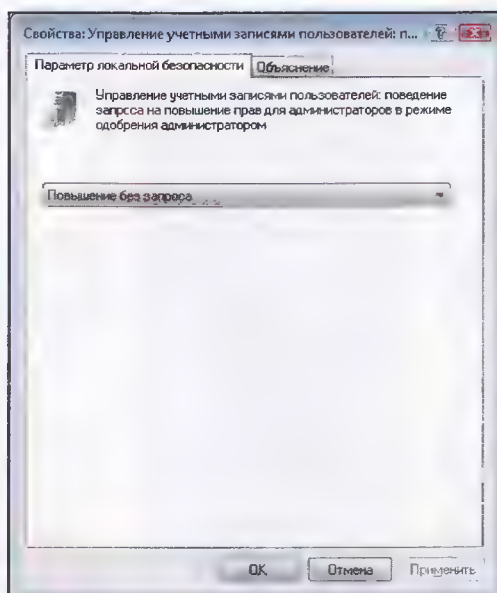 Свойства: Управление учетными записями пользователей: п...
Параметр локальной безопасности
Объяснение
Управление учетными записями пользователей: поведение
запроса на повышение прав для администраторов в режиме
одобрения администратором
Повышение без запроса
OK
Отмена
Применить